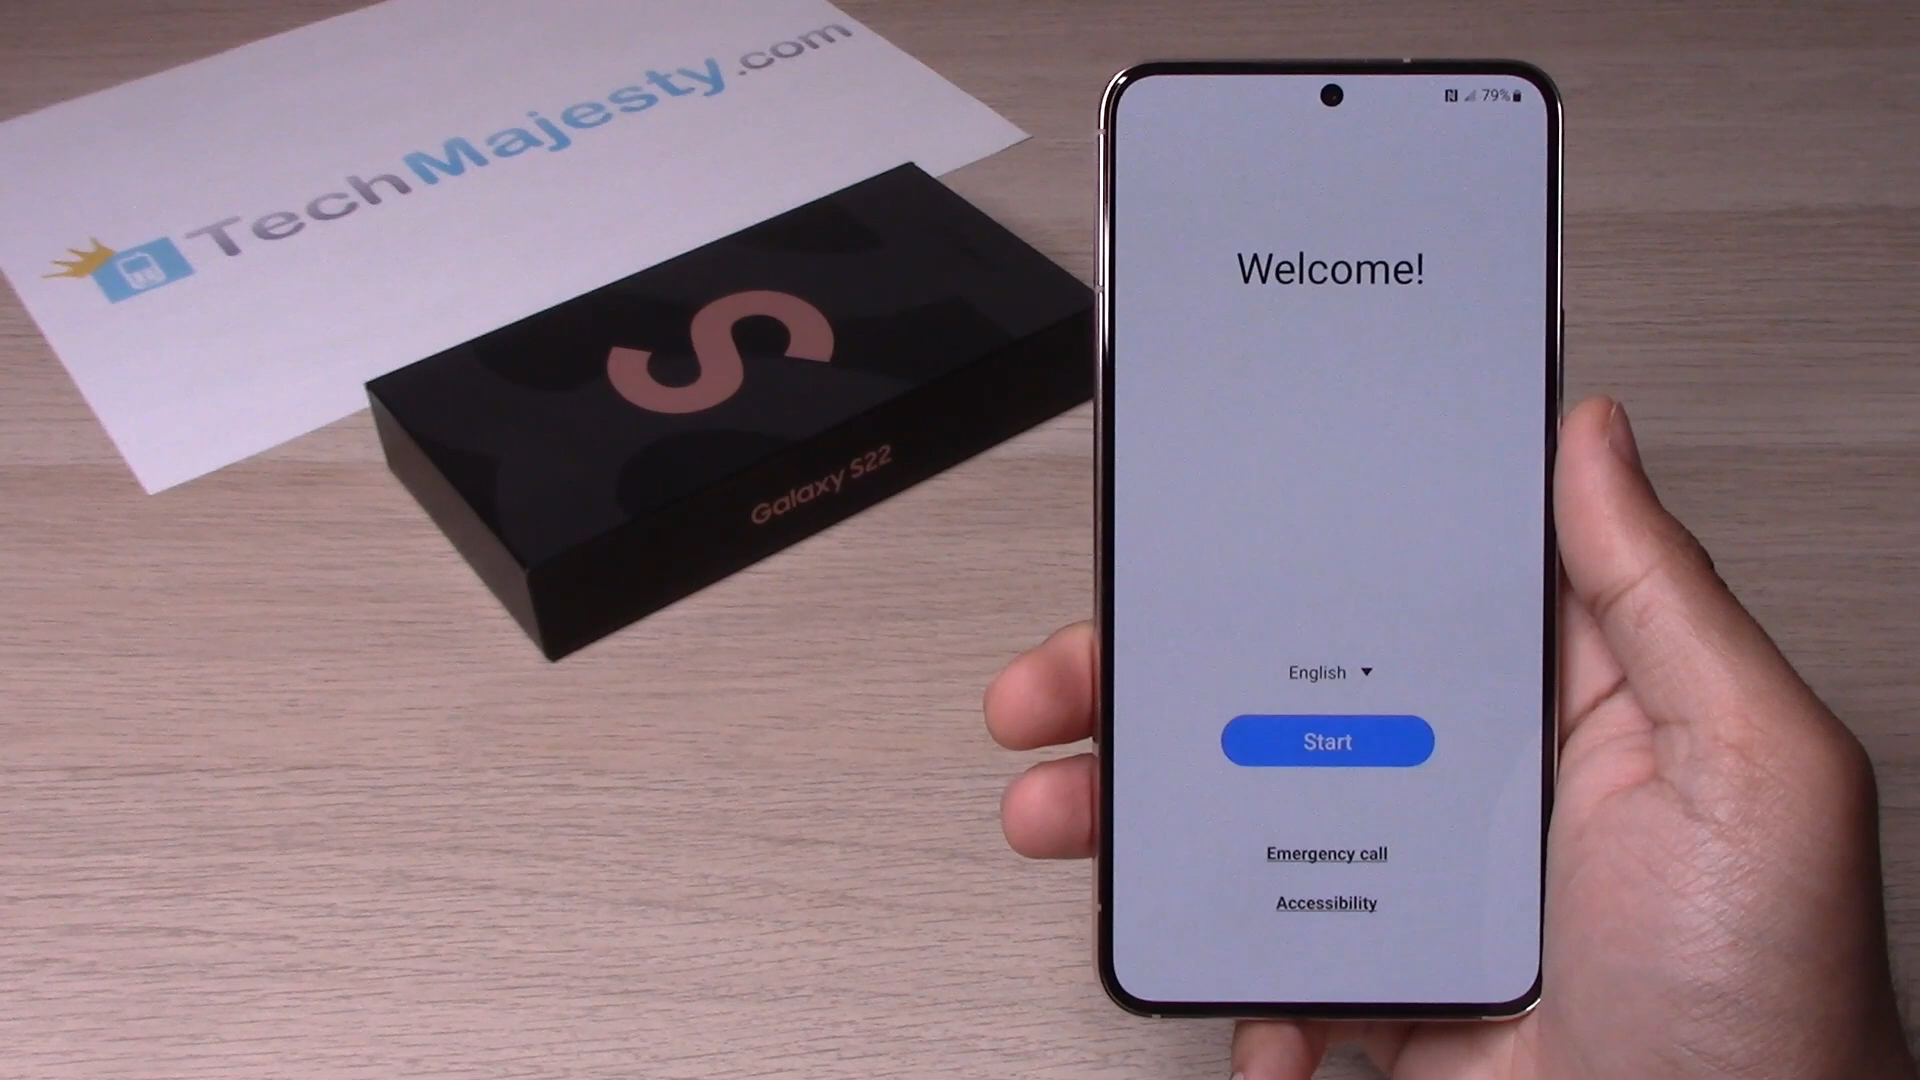 TechMajesty.com
S
Galaxy S22
79%
Welcome!
English
Start
Emergency call
Accessibility